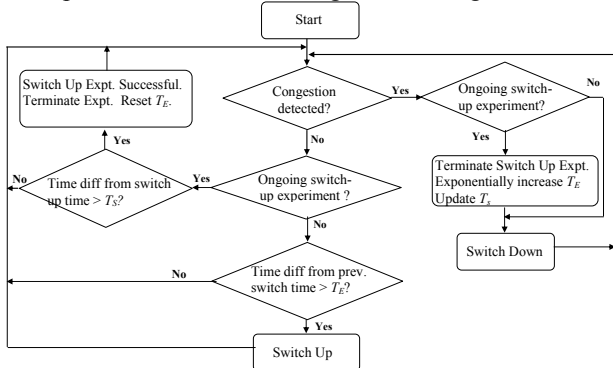 Start
Switch Up Expt. Successful.
Terminate Expt. Reset T_E.
Congestion
detected?
Yes
Ongoing switch-
up experiment?
No
Yes
No
Yes
Terminate Switch Up Expt.
Exponentially increase T_E
Update T_s
No
Time diff from switch
up time > T_S?
Yes
Ongoing switch-
up experiment ?
No
Switch Down
No
Time diff from prev.
switch time > T_E?
Yes
Switch Up